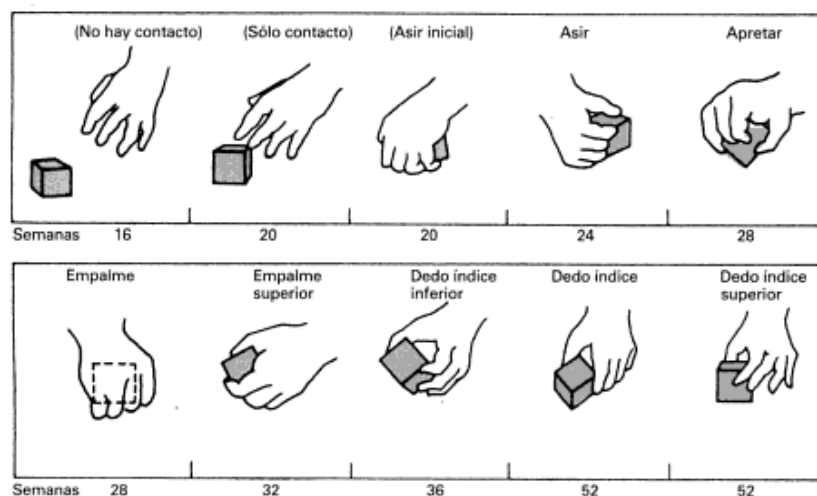 (No hay contacto) (Sólo contacto) (Asir inicial) Asir Apretar
Semanas 16 20 20 24 28
Empalme Empalme superior Dedo índice inferior Dedo índice Dedo índice superior
Semanas 28 32 36 52 52